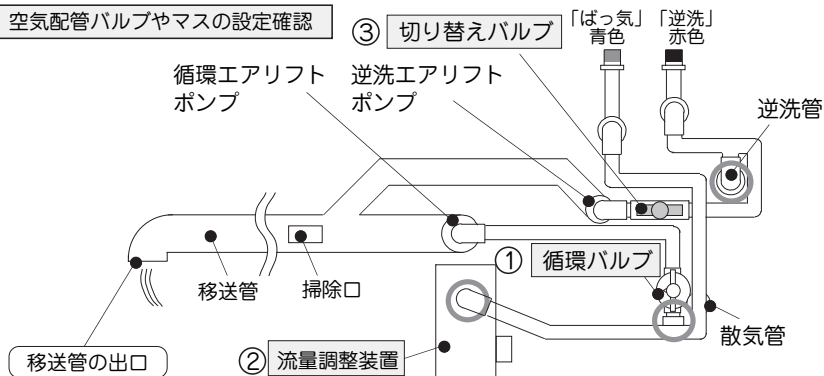 空気配管バルブやマスの設定確認
③ 切り替えバルブ
「ばっ気」
青色
「逆洗」
赤色
循環エアリフト
ポンプ
逆洗エアリフト
ポンプ
逆洗管
① 循環バルブ
移送管
掃除口
散気管
移送管の出口
② 流量調整装置